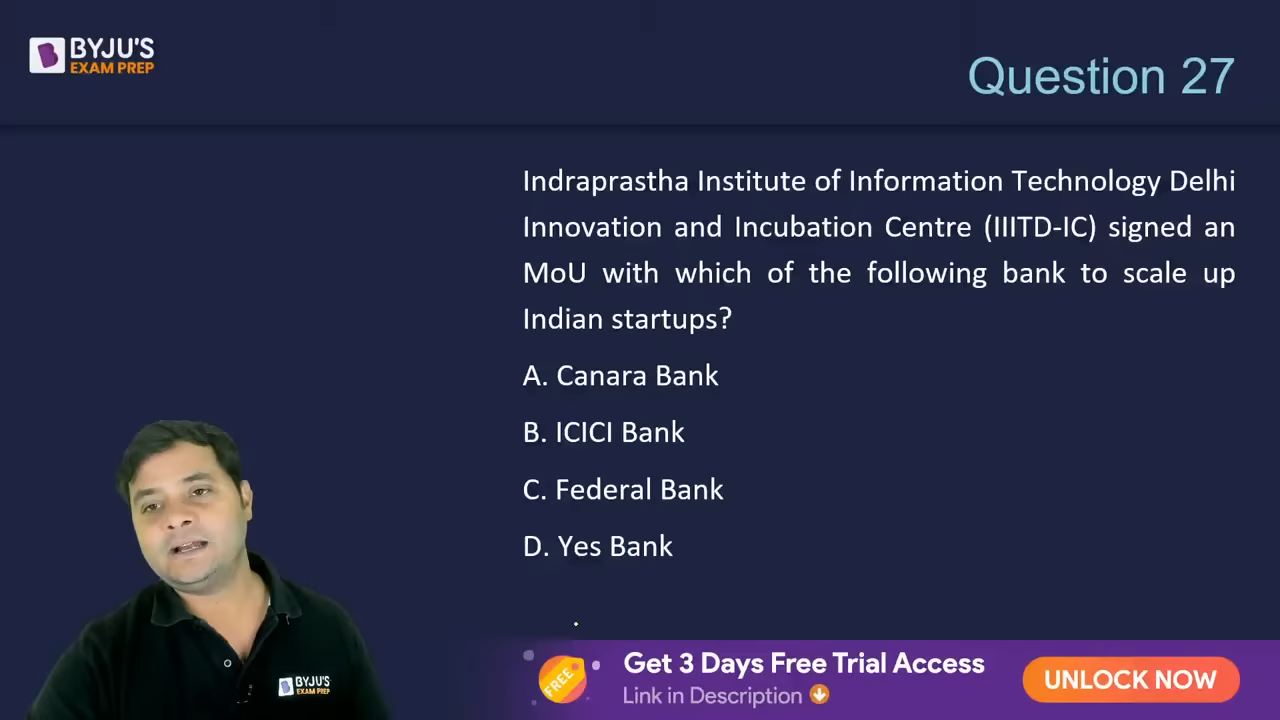 BYJU'S
EXAM PREP
Question 27
Indraprastha Institute of Information Technology Delhi
Innovation and Incubation Centre (IIITD-IC) signed an
MoU with which of the following bank to scale up
Indian startups?
A. Canara Bank
B. ICICI Bank
C. Federal Bank
D. Yes Bank
BYJU'S
EXAM PREP
FREE
Get 3 Days Free Trial Access
Link in Description
UNLOCK NOW